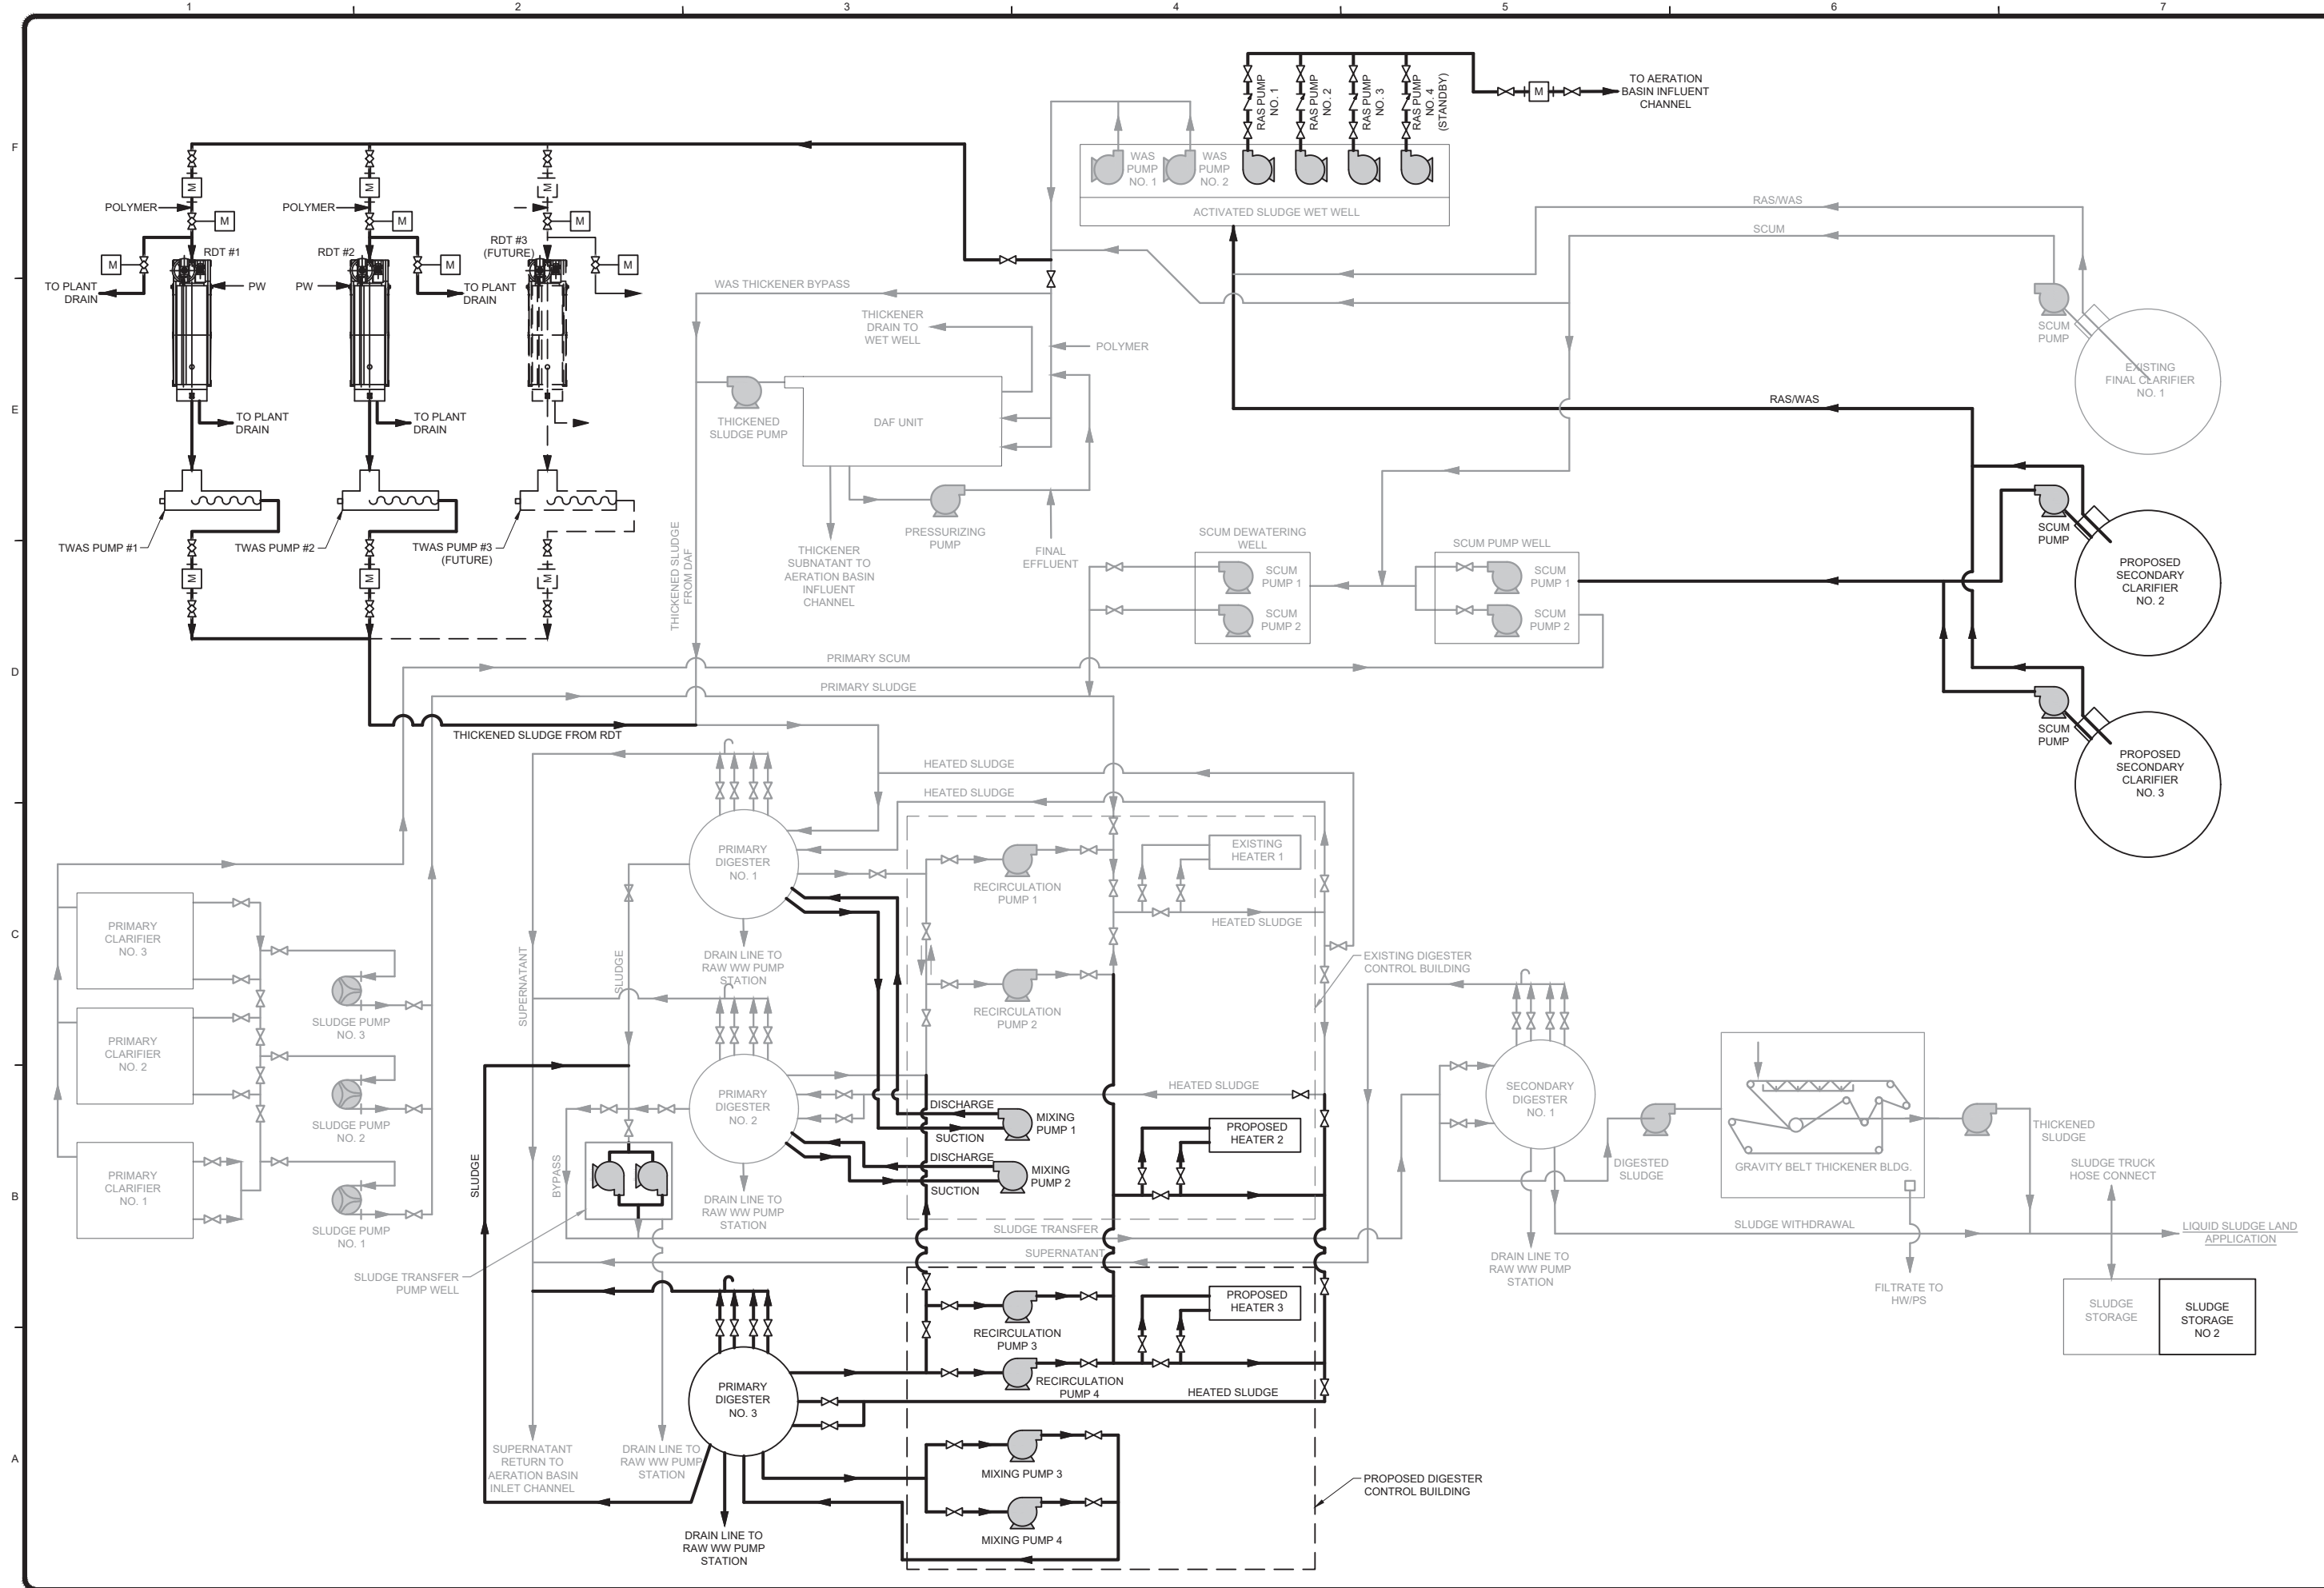 1
2
3
4
5
6
7
F
E
D
C
B
A
TO AERATION
BASIN INFLUENT
CHANNEL
M
RAS PUMP
NO. 1
RAS PUMP
NO. 2
RAS PUMP
NO. 3
RAS PUMP
NO. 4
(STANDBY)
WAS
PUMP
NO. 1
WAS
PUMP
NO. 2
ACTIVATED SLUDGE WET WELL
M
M
M
POLYMER
POLYMER
M
M
M
RDT #1
RDT #2
RDT #3
(FUTURE)
M
M
M
TO PLANT
DRAIN
PW
PW
TO PLANT
DRAIN
TO PLANT
DRAIN
TO PLANT
DRAIN
TWAS PUMP #1
TWAS PUMP #2
TWAS PUMP #3
(FUTURE)
M
M
M
WAS THICKENER BYPASS
THICKENER
DRAIN TO
WET WELL
POLYMER
THICKENED
SLUDGE PUMP
DAF UNIT
PRESSURIZING
PUMP
THICKENER
SUBNATANT TO
AERATION BASIN
INFLUENT
CHANNEL
FINAL
EFFLUENT
THICKENED SLUDGE
FROM DAF
RAS/WAS
SCUM
SCUM
PUMP
EXISTING
FINAL CLARIFIER
NO. 1
RAS/WAS
SCUM
PUMP
PROPOSED
SECONDARY
CLARIFIER
NO. 2
SCUM DEWATERING
WELL
SCUM
PUMP 1
SCUM
PUMP 2
SCUM PUMP WELL
SCUM
PUMP 1
SCUM
PUMP 2
SCUM
PUMP
PROPOSED
SECONDARY
CLARIFIER
NO. 3
PRIMARY SCUM
PRIMARY SLUDGE
THICKENED SLUDGE FROM RDT
HEATED SLUDGE
HEATED SLUDGE
PRIMARY
DIGESTER
NO. 1
RECIRCULATION
PUMP 1
EXISTING
HEATER 1
HEATED SLUDGE
PRIMARY
CLARIFIER
NO. 3
SLUDGE PUMP
NO. 3
PRIMARY
CLARIFIER
NO. 2
SLUDGE PUMP
NO. 2
PRIMARY
CLARIFIER
NO. 1
SLUDGE PUMP
NO. 1
SUPERNATANT
SLUDGE
DRAIN LINE TO
RAW WW PUMP
STATION
RECIRCULATION
PUMP 2
EXISTING DIGESTER
CONTROL BUILDING
PRIMARY
DIGESTER
NO. 2
HEATED SLUDGE
DISCHARGE
SUCTION
MIXING
PUMP 1
DISCHARGE
SUCTION
MIXING
PUMP 2
PROPOSED
HEATER 2
SLUDGE
BYPASS
DRAIN LINE TO
RAW WW PUMP
STATION
SLUDGE TRANSFER
SUPERNATANT
SLUDGE TRANSFER
PUMP WELL
SECONDARY
DIGESTER
NO. 1
DRAIN LINE TO
RAW WW PUMP
STATION
DIGESTED
SLUDGE
GRAVITY BELT THICKENER BLDG.
THICKENED
SLUDGE
SLUDGE TRUCK
HOSE CONNECT
SLUDGE WITHDRAWAL
LIQUID SLUDGE LAND
APPLICATION
FILTRATE TO
HW/PS
SLUDGE
STORAGE
SLUDGE
STORAGE
NO 2
RECIRCULATION
PUMP 3
PROPOSED
HEATER 3
PRIMARY
DIGESTER
NO. 3
RECIRCULATION
PUMP 4
HEATED SLUDGE
SUPERNATANT
RETURN TO
AERATION BASIN
INLET CHANNEL
DRAIN LINE TO
RAW WW PUMP
STATION
MIXING PUMP 3
MIXING PUMP 4
PROPOSED DIGESTER
CONTROL BUILDING
DRAIN LINE TO
RAW WW PUMP
STATION